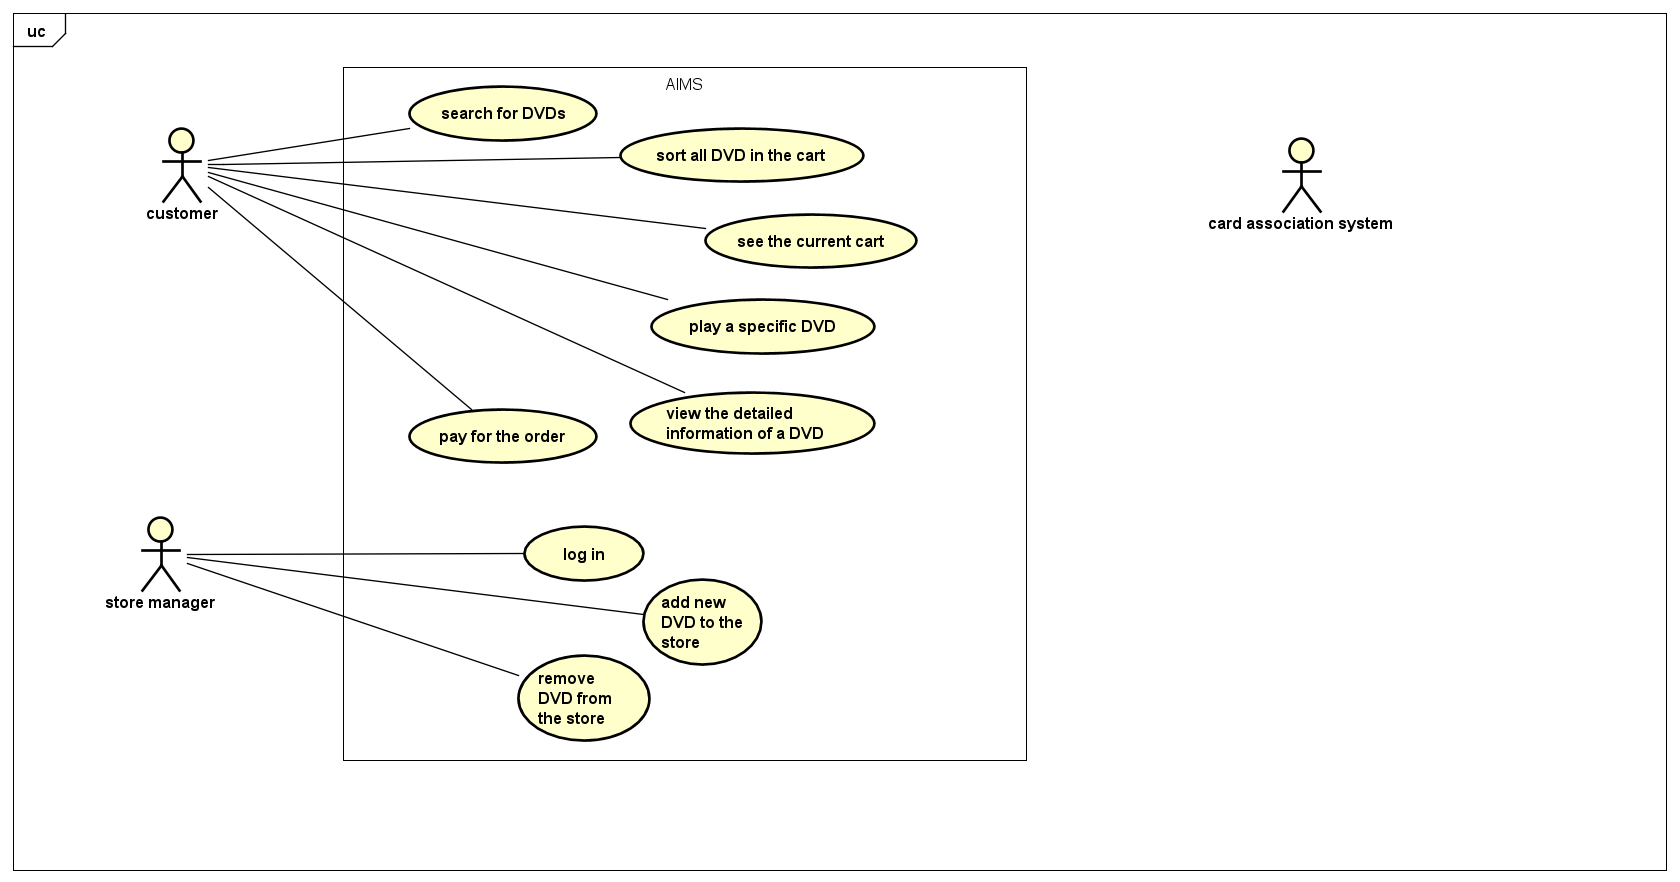 uc
AIMS
search for DVDs
sort all DVD in the cart
customer
card association system
see the current cart
play a specific DVD
view the detailed
information of a DVD
pay for the order
log in
store manager
add new
DVD to the
store
remove
DVD from
the store